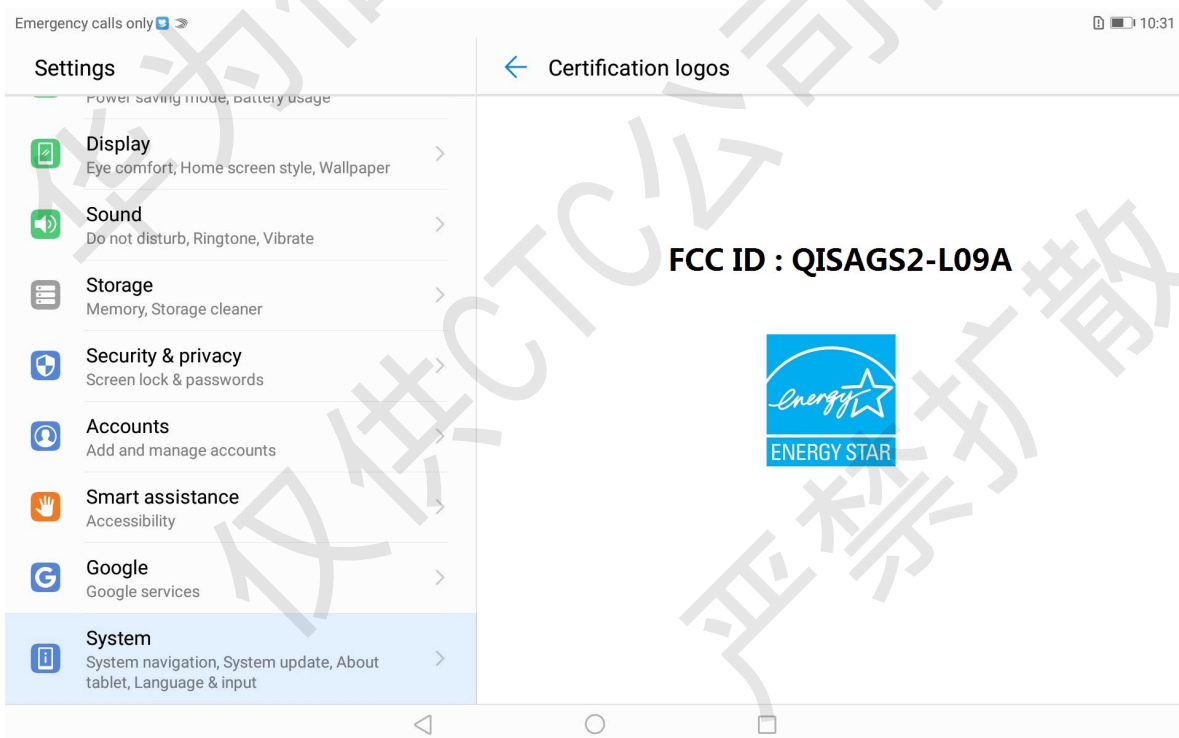 Emergency calls only
10:31
Settings
Certification logos
Power saving mode, Battery usage
Display
Eye comfort, Home screen style, Wallpaper
Sound
Do not disturb, Ringtone, Vibrate
Storage
Memory, Storage cleaner
Security & privacy
Screen lock & passwords
Accounts
Add and manage accounts
Smart assistance
Accessibility
Google
Google services
System
System navigation, System update, About
tablet, Language & input
FCC ID : QISAGS2-L09A
energy
ENERGY STAR
仅供CTC公司
严禁扩散